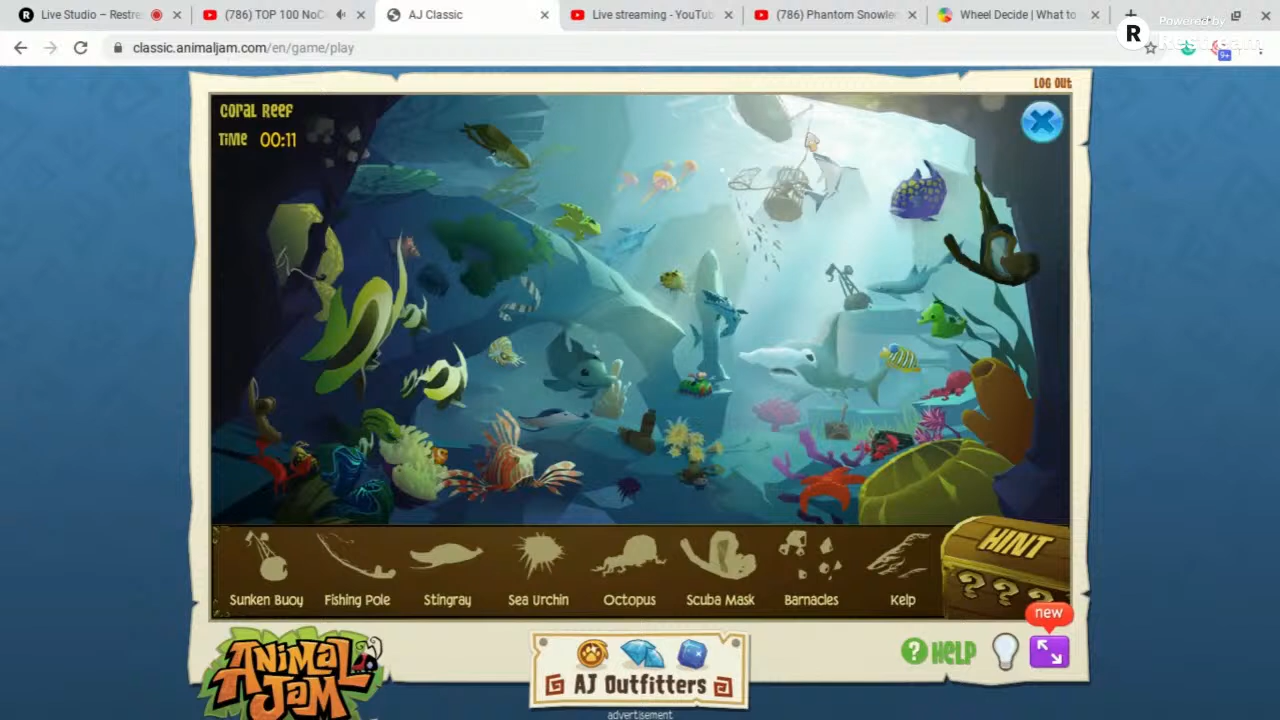 Live Studio – Restre
(786) TOP 100 NoC
AJ Classic
Live streaming - YouTub
(786) Phantom Snowle
Wheel Decide | What to
Powered by
R Restream
classic.animaljam.com/en/game/play
9+
LOG OUT
CORAL REEF
TIME 00:11
HINT
? ? ?
Sunken Buoy
Fishing Pole
Stingray
Sea Urchin
Octopus
Scuba Mask
Barnacles
Kelp
new
ANIMAL
JAM
? HELP
AJ Outfitters
advertisement